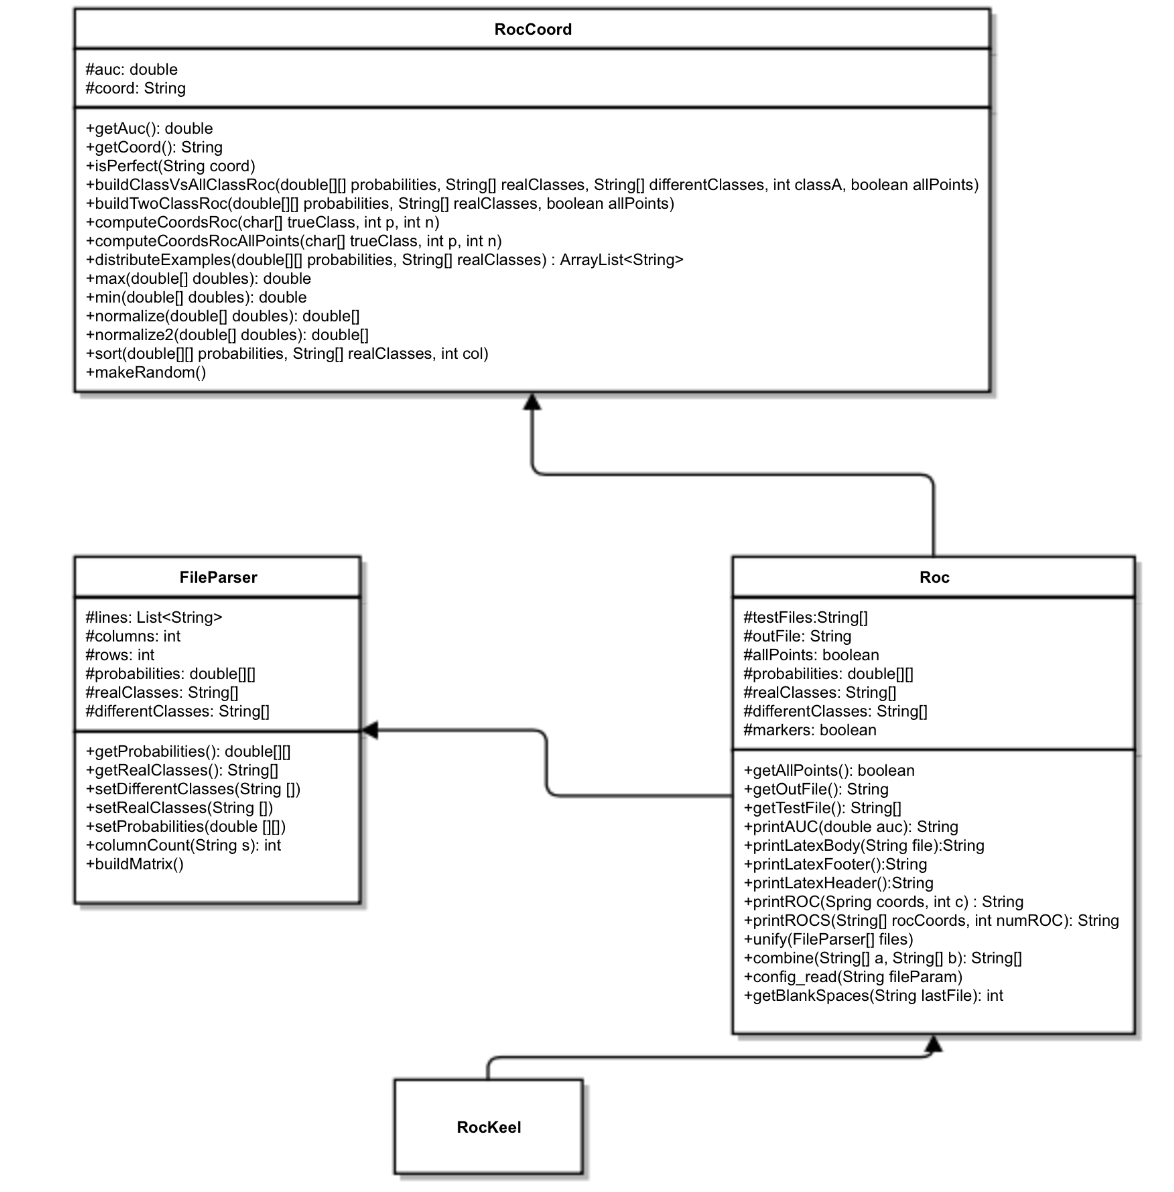 RocCoord
#auc: double
#coord: String
+getAuc(): double
+getCoord(): String
+isPerfect(String coord)
+buildClassVsAllClassRoc(double[][] probabilities, String[] realClasses, String[] differentClasses, int classA, boolean allPoints)
+buildTwoClassRoc(double[][] probabilities, String[] realClasses, boolean allPoints)
+computeCoordsRoc(char[] trueClass, int p, int n)
+computeCoordsRocAllPoints(char[] trueClass, int p, int n)
+distributeExamples(double[][] probabilities, String[] realClasses) : ArrayList<String>
+max(double[] doubles): double
+min(double[] doubles): double
+normalize(double[] doubles): double[]
+normalize2(double[] doubles): double[]
+sort(double[][] probabilities, String[] realClasses, int col)
+makeRandom()
FileParser
#lines: List<String>
#columns: int
#rows: int
#probabilities: double[][]
#realClasses: String[]
#differentClasses: String[]
+getProbabilities(): double[][]
+getRealClasses(): String[]
+setDifferentClasses(String [])
+setRealClasses(String [])
+setProbabilities(double [][])
+columnCount(String s): int
+buildMatrix()
Roc
#testFiles:String[]
#outFile: String
#allPoints: boolean
#probabilities: double[][]
#realClasses: String[]
#differentClasses: String[]
#markers: boolean
+getAllPoints(): boolean
+getOutFile(): String
+getTestFile(): String[]
+printAUC(double auc): String
+printLatexBody(String file):String
+printLatexFooter():String
+printLatexHeader():String
+printROC(Spring coords, int c) : String
+printROCS(String[] rocCoords, int numROC): String
+unify(FileParser[] files)
+combine(String[] a, String[] b): String[]
+config_read(String fileParam)
+getBlankSpaces(String lastFile): int
RocKeel